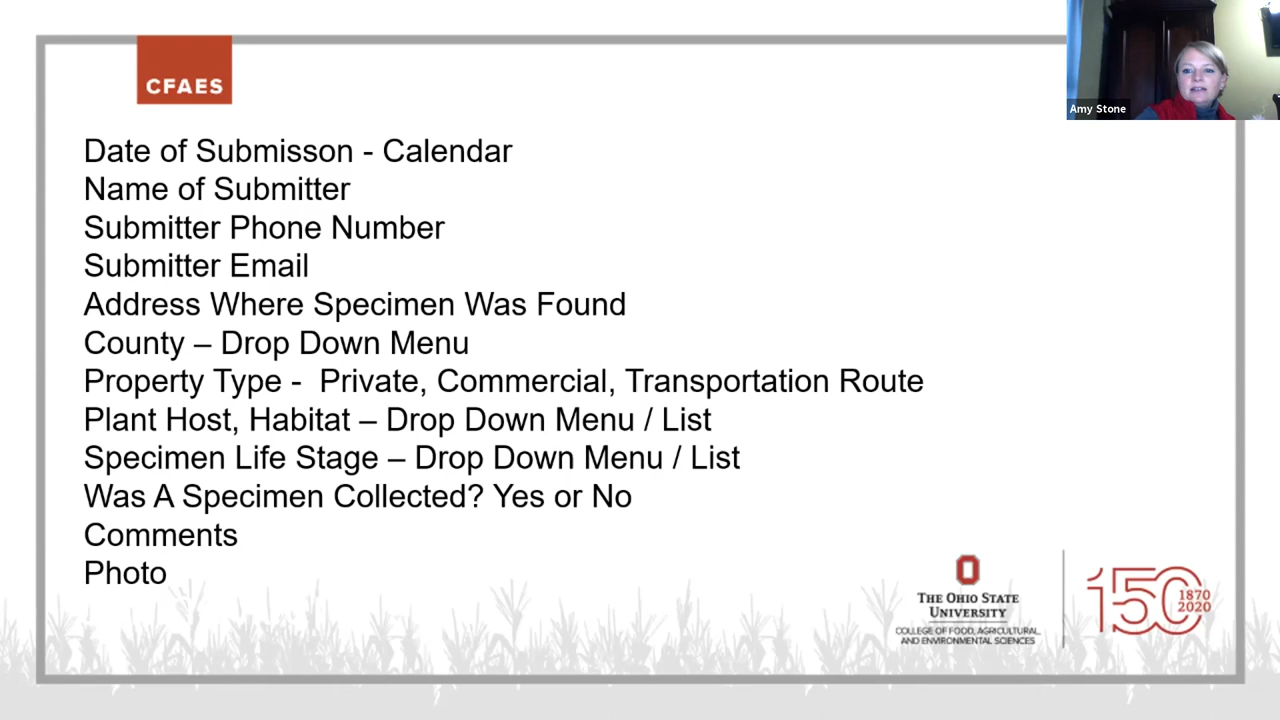 CFAES
Amy Stone
Date of Submisson - Calendar
Name of Submitter
Submitter Phone Number
Submitter Email
Address Where Specimen Was Found
County – Drop Down Menu
Property Type - Private, Commercial, Transportation Route
Plant Host, Habitat – Drop Down Menu / List
Specimen Life Stage – Drop Down Menu / List
Was A Specimen Collected? Yes or No
Comments
Photo
THE OHIO STATE
UNIVERSITY
COLLEGE OF FOOD, AGRICULTURAL,
AND ENVIRONMENTAL SCIENCES
150
1870
2020